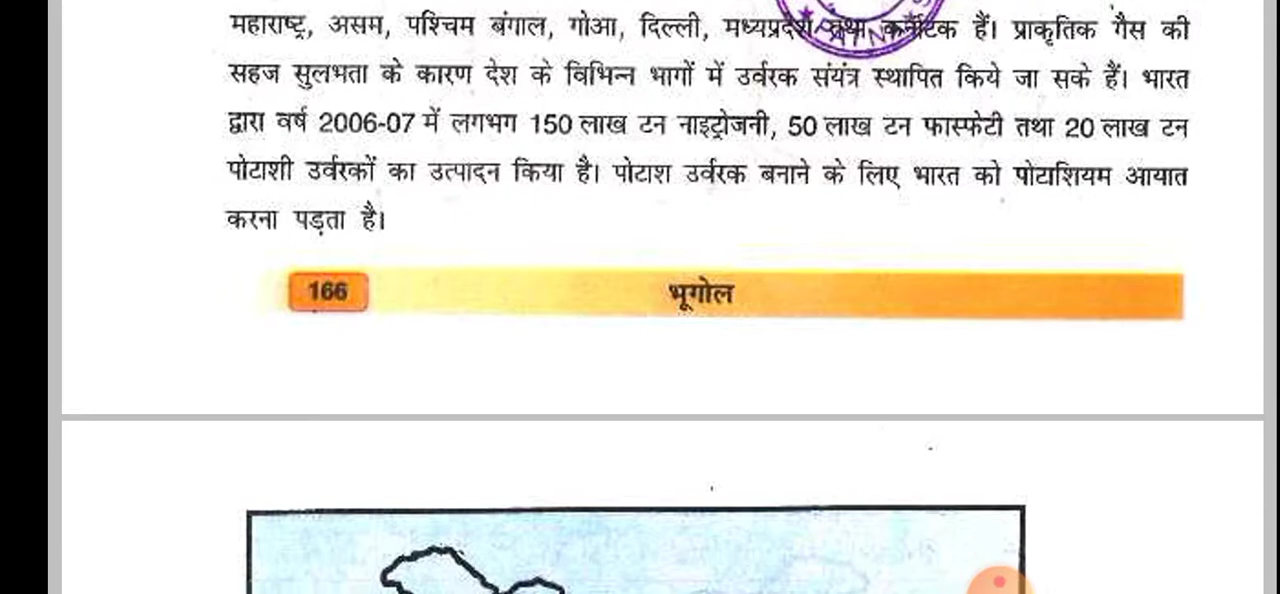 महाराष्ट्र, असम, पश्चिम बंगाल, गोआ, दिल्ली, मध्यप्रदेश तथा कर्नाटक हैं। प्राकृतिक गैस की
सहज सुलभता के कारण देश के विभिन्न भागों में उर्वरक संयंत्र स्थापित किये जा सके हैं। भारत
द्वारा वर्ष 2006-07 में लगभग 150 लाख टन नाइट्रोजनी, 50 लाख टन फास्फेटी तथा 20 लाख टन
पोटाशी उर्वरकों का उत्पादन किया है। पोटाश उर्वरक बनाने के लिए भारत को पोटाशियम आयात
करना पड़ता है।
166
भूगोल